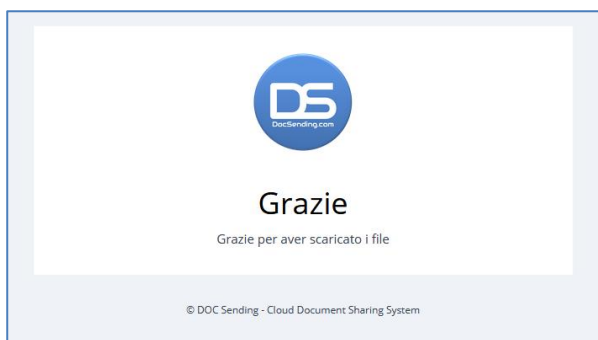 DS
DocSending.com
Grazie
Grazie per aver scaricato i file
© DOC Sending - Cloud Document Sharing System